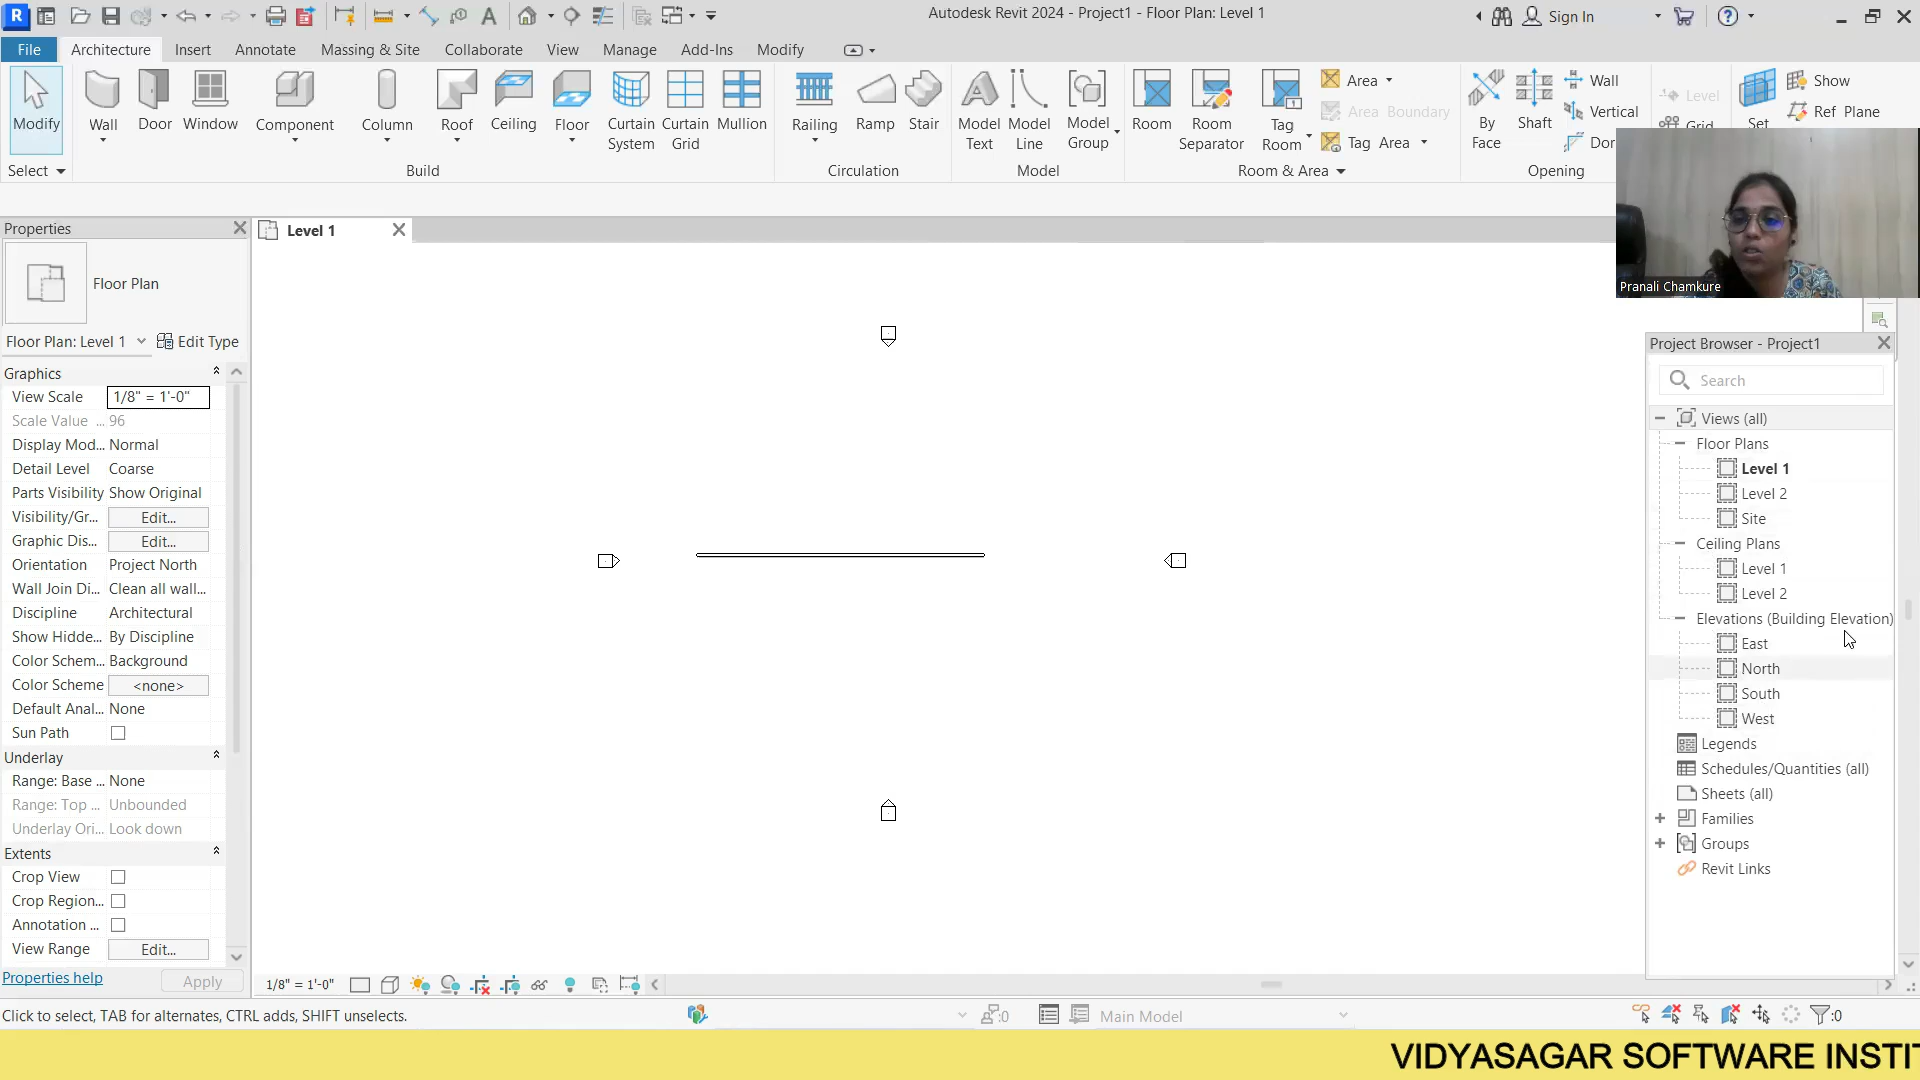 Autodesk Revit 2024 - Project1 - Floor Plan: Level 1
Sign In
File Architecture Insert Annotate Massing & Site Collaborate View Manage Add-Ins Modify
Modify
Wall
Door
Window
Component
Column
Roof
Ceiling
Floor
Curtain System
Curtain Grid
Mullion
Railing
Ramp
Stair
Model Text
Model Line
Model Group
Room
Room Separator
Tag Room
Area
Area Boundary
Tag Area
By Face
Shaft
Wall
Vertical
Level
Grid
Set
Show
Ref Plane
Select
Build
Circulation
Model
Room & Area
Opening
Pranali Chamkure
Properties
Level 1
Floor Plan
Floor Plan: Level 1
Edit Type
Graphics
View Scale 1/8" = 1'-0"
Scale Value ... 96
Display Mod... Normal
Detail Level Coarse
Parts Visibility Show Original
Visibility/Gr... Edit...
Graphic Dis... Edit...
Orientation Project North
Wall Join Di... Clean all wall...
Discipline Architectural
Show Hidde... By Discipline
Color Schem... Background
Color Scheme <none>
Default Anal... None
Sun Path
Underlay
Range: Base ... None
Range: Top ... Unbounded
Underlay Ori... Look down
Extents
Crop View
Crop Region...
Annotation ...
View Range Edit...
Properties help
Apply
Project Browser - Project1
Search
Views (all)
Floor Plans
Level 1
Level 2
Site
Ceiling Plans
Level 1
Level 2
Elevations (Building Elevation)
East
North
South
West
Legends
Schedules/Quantities (all)
Sheets (all)
Families
Groups
Revit Links
1/8" = 1'-0"
Click to select, TAB for alternates, CTRL adds, SHIFT unselects.
:0
Main Model
:0
VIDYASAGAR SOFTWARE INSTIT